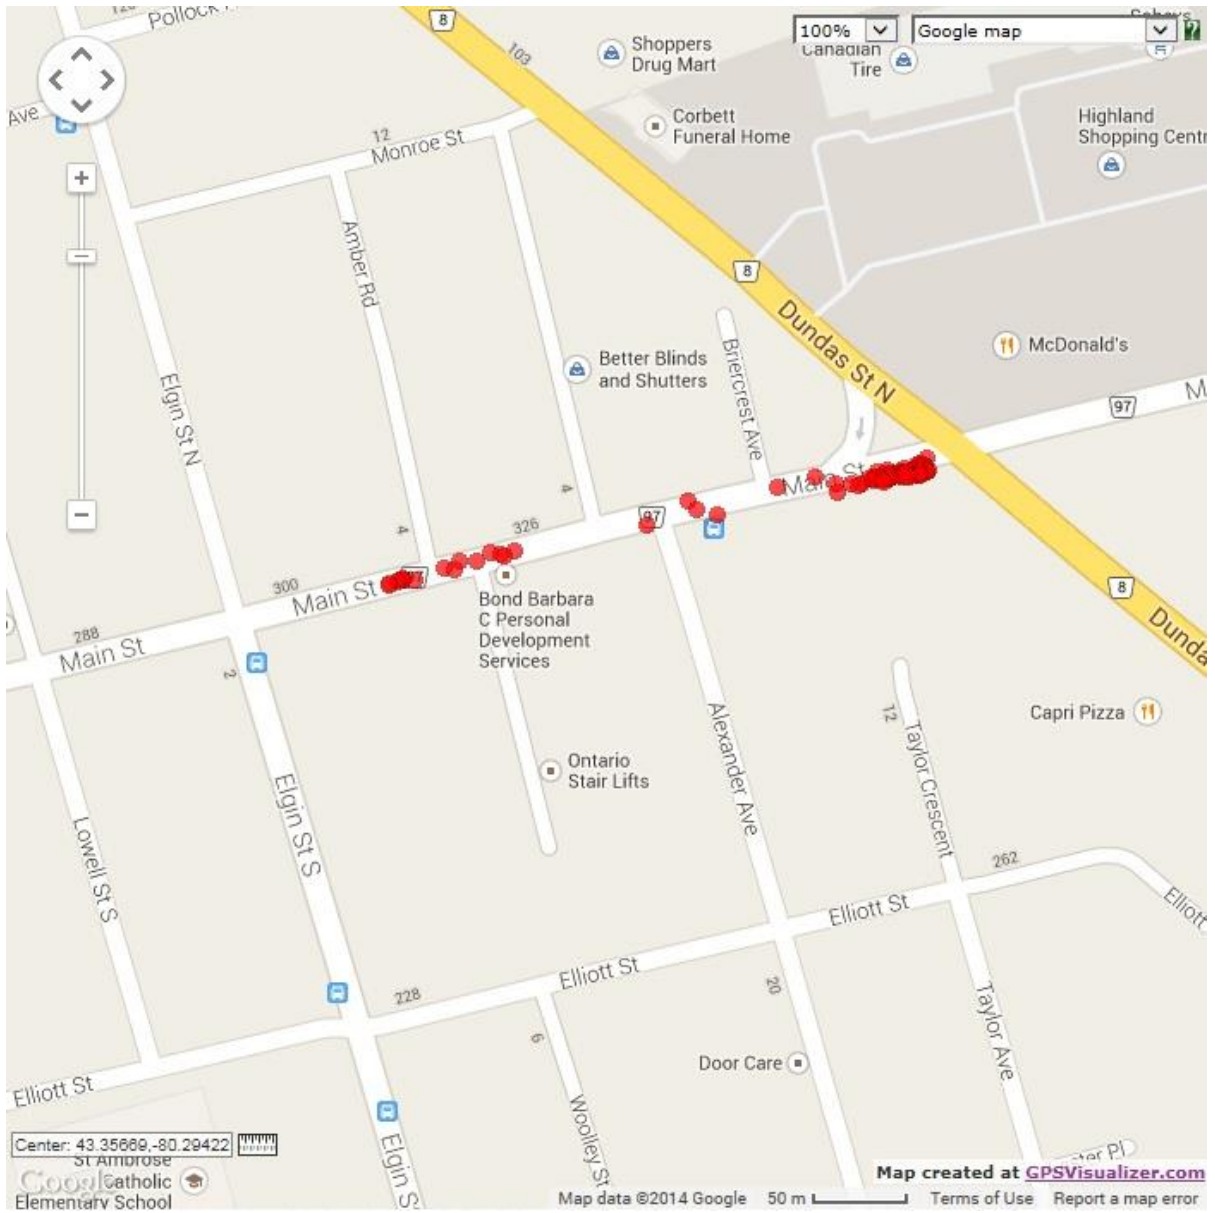 8
103
Shoppers
Drug Mart
100%
Google map
?
Canadian
Tire
Ave
12
Monroe St
Corbett
Funeral Home
Highland
Shopping Centr
+
Amber Rd
8
Dundas St N
Better Blinds
and Shutters
Briercrest Ave
McDonald's
Elgin St N
97
4
4
326
97
Main St
300
Main St
288
Main St
2
Bond Barbara
C Personal
Development
Services
8
Dundas
Capri Pizza
12
Taylor Crescent
Alexander Ave
Ontario
Stair Lifts
Elgin St S
Lowell St S
262
Elliott St
Elliott
Elliott St
228
20
6
Taylor Ave
Door Care
Elliott St
Woolley St
Elgin S
Center: 43.35669,-80.29422
St Ambrose
Catholic
Elementary School
Google
Map created at GPSVisualizer.com
Map data ©2014 Google
50 m
Terms of Use
Report a map error